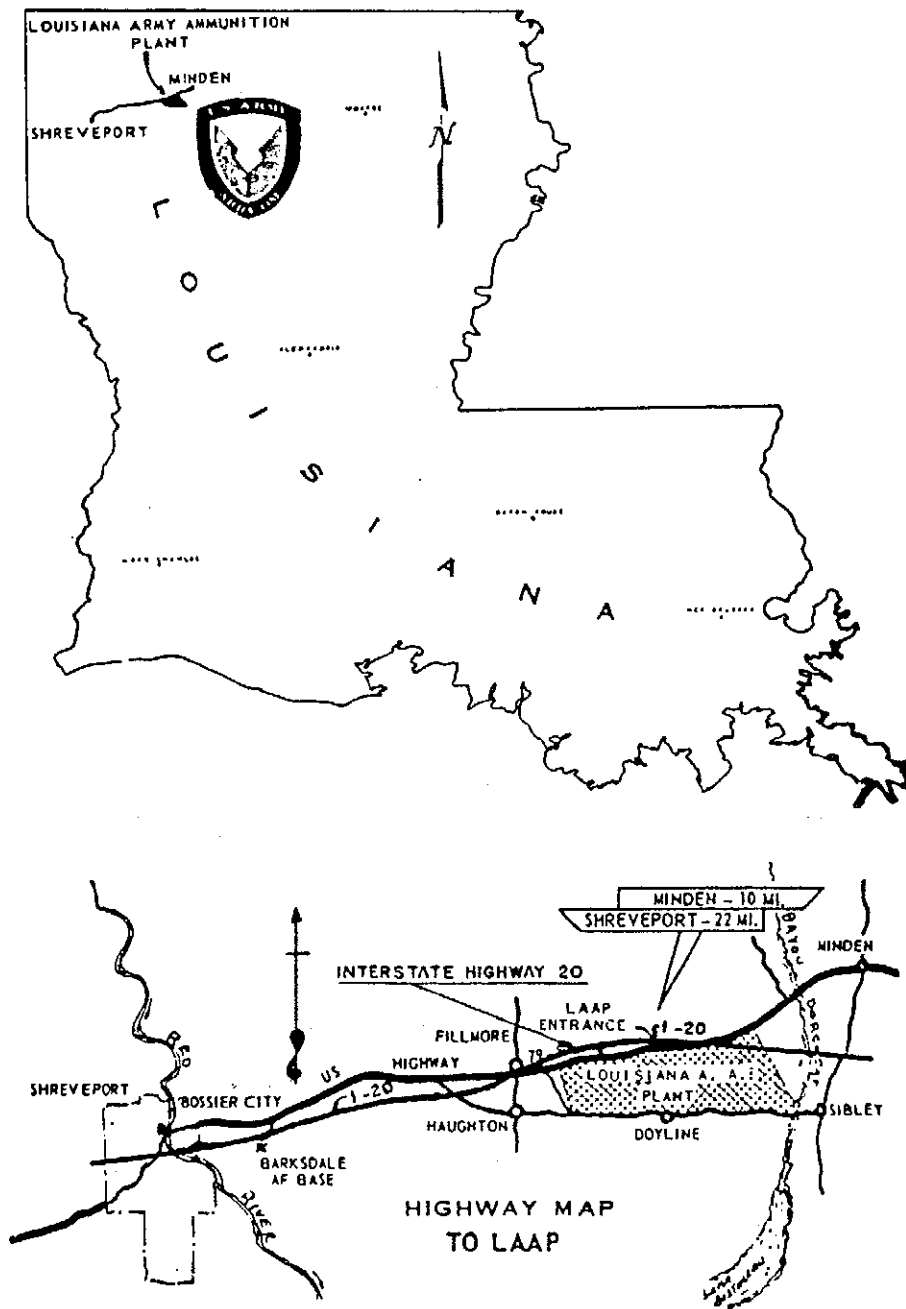 LOUISIANA ARMY AMMUNITION
PLANT
MINDEN
SHREVEPORT
U S ARMY
N
LOUISIANA
MINDEN - 10 MI.
SHREVEPORT - 22 MI.
BAYOU
MINDEN
INTERSTATE HIGHWAY 20
LAAP
ENTRANCE
I-20
FILLMORE
79
RED
HIGHWAY
US
LOUISIANA A. A.
PLANT
SHREVEPORT
BOSSIER CITY
I-20
HAUGHTON
DOYLINE
SIBLEY
BARKSDALE
AF BASE
RIVER
HIGHWAY MAP
TO LAAP